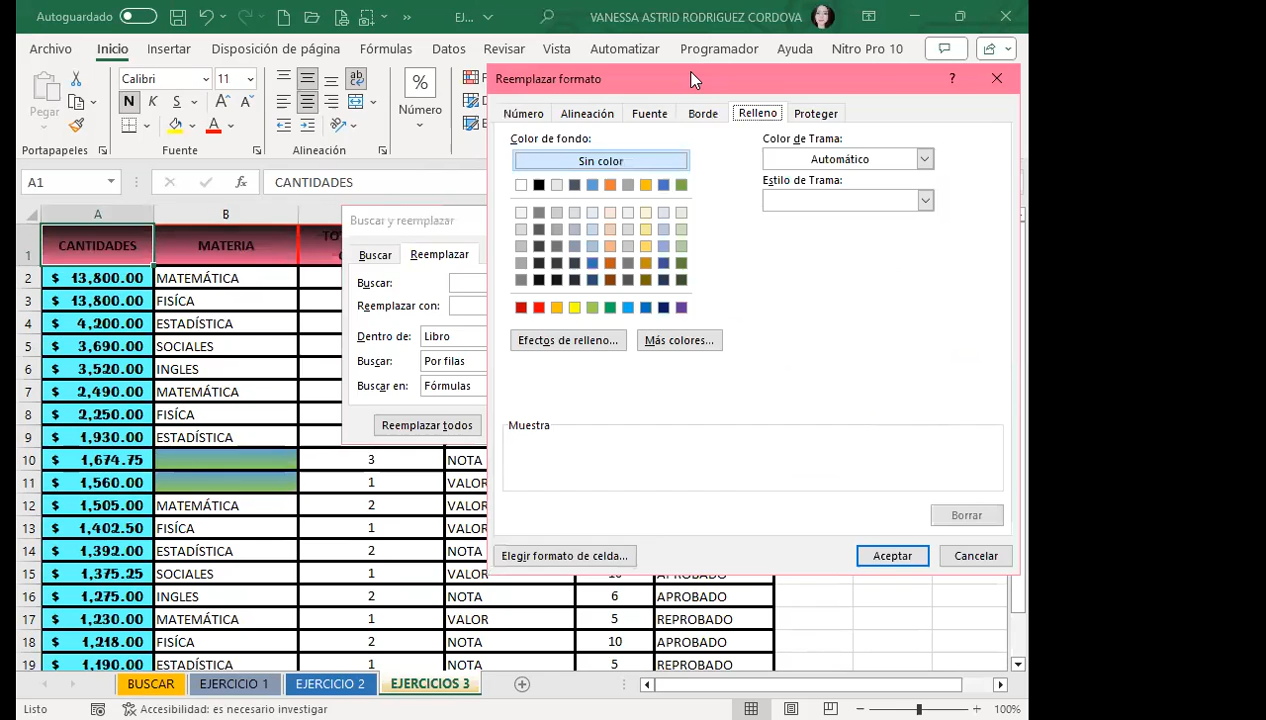 Autoguardado EJ... VANESSA ASTRID RODRIGUEZ CORDOVA
Archivo Inicio Insertar Disposición de página Fórmulas Datos Revisar Vista Automatizar Programador Ayuda Nitro Pro 10
Pegar Calibri 11 Número
N K S
Portapapeles Fuente Alineación
A1 CANTIDADES
A B
1 CANTIDADES MATERIA
2 $ 13,800.00 MATEMÁTICA
3 $ 13,800.00 FISÍCA
4 $ 4,200.00 ESTADÍSTICA
5 $ 3,690.00 SOCIALES
6 $ 3,520.00 INGLES
7 $ 2,490.00 MATEMÁTICA
8 $ 2,250.00 FISÍCA
9 $ 1,930.00 ESTADÍSTICA
10 $ 1,674.75 3 NOTA
11 $ 1,560.00 1 VALOR
12 $ 1,505.00 MATEMÁTICA 2 VALOR
13 $ 1,402.50 FISÍCA 1 VALOR
14 $ 1,392.00 ESTADÍSTICA 2 NOTA
15 $ 1,375.25 SOCIALES 1 VALOR 10 APROBADO
16 $ 1,275.00 INGLES 2 NOTA 6 APROBADO
17 $ 1,230.00 MATEMÁTICA 1 VALOR 5 REPROBADO
18 $ 1,218.00 FISÍCA 2 NOTA 10 APROBADO
19 $ 1,190.00 ESTADÍSTICA 1 NOTA 5 REPROBADO
Buscar y reemplazar
Buscar Reemplazar
Buscar:
Reemplazar con:
Dentro de: Libro
Buscar: Por filas
Buscar en: Fórmulas
Reemplazar todos
Reemplazar formato ?
Número Alineación Fuente Borde Relleno Proteger
Color de fondo: Color de Trama:
Sin color Automático
Estilo de Trama:
Efectos de relleno... Más colores...
Muestra
Borrar
Elegir formato de celda... Aceptar Cancelar
BUSCAR EJERCICIO 1 EJERCICIO 2 EJERCICIOS 3
Listo Accesibilidad: es necesario investigar 100%